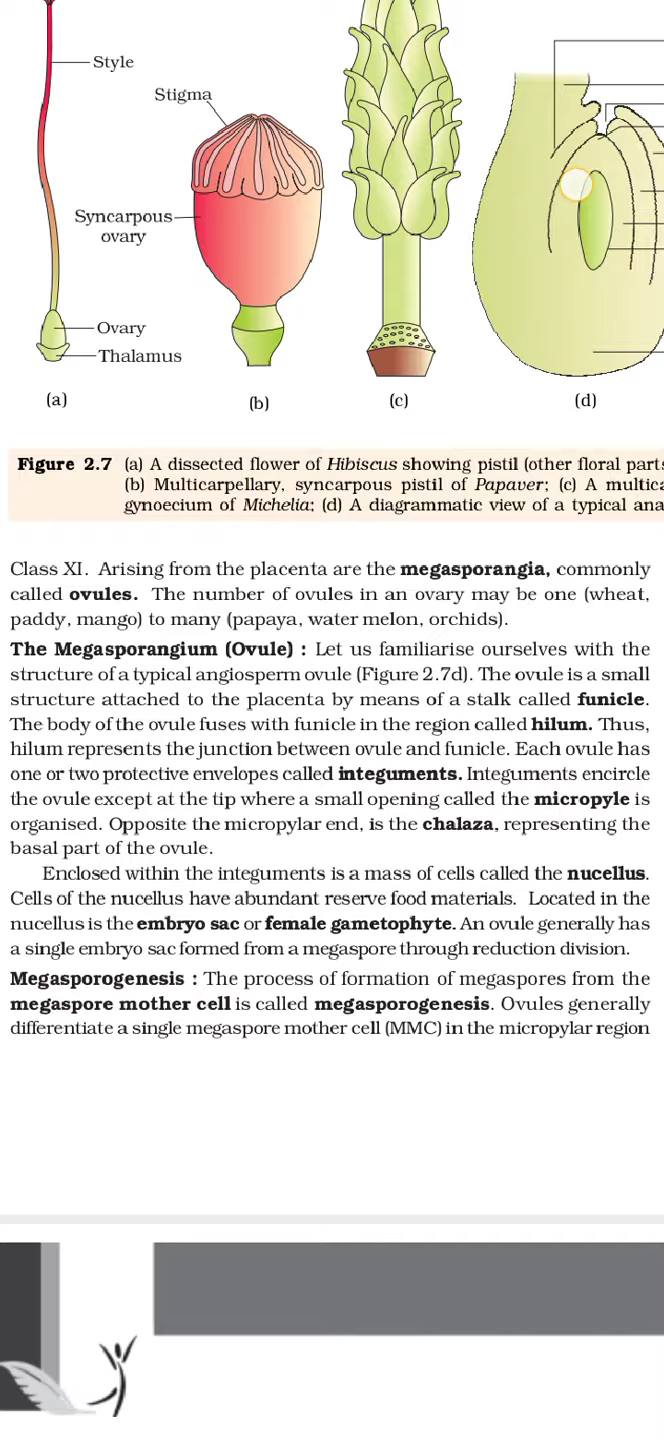 Style
Stigma
Syncarpous
ovary
Ovary
Thalamus
(a)
(b)
(c)
(d)
Figure 2.7 (a) A dissected flower of Hibiscus showing pistil (other floral parts
(b) Multicarpellary, syncarpous pistil of Papaver; (c) A multica
gynoecium of Michelia; (d) A diagrammatic view of a typical ana
Class XI. Arising from the placenta are the megasporangia, commonly
called ovules. The number of ovules in an ovary may be one (wheat,
paddy, mango) to many (papaya, water melon, orchids).
The Megasporangium (Ovule) : Let us familiarise ourselves with the
structure of a typical angiosperm ovule (Figure 2.7d). The ovule is a small
structure attached to the placenta by means of a stalk called funicle.
The body of the ovule fuses with funicle in the region called hilum. Thus,
hilum represents the junction between ovule and funicle. Each ovule has
one or two protective envelopes called integuments. Integuments encircle
the ovule except at the tip where a small opening called the micropyle is
organised. Opposite the micropylar end, is the chalaza, representing the
basal part of the ovule.
Enclosed within the integuments is a mass of cells called the nucellus.
Cells of the nucellus have abundant reserve food materials. Located in the
nucellus is the embryo sac or female gametophyte. An ovule generally has
a single embryo sac formed from a megaspore through reduction division.
Megasporogenesis : The process of formation of megaspores from the
megaspore mother cell is called megasporogenesis. Ovules generally
differentiate a single megaspore mother cell (MMC) in the micropylar region